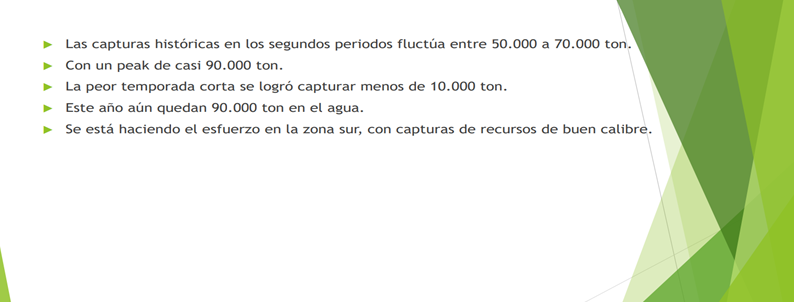 Las capturas históricas en los segundos periodos fluctúa entre 50.000 a 70.000 ton.
Con un peak de casi 90.000 ton.
La peor temporada corta se logró capturar menos de 10.000 ton.
Este año aún quedan 90.000 ton en el agua.
Se está haciendo el esfuerzo en la zona sur, con capturas de recursos de buen calibre.